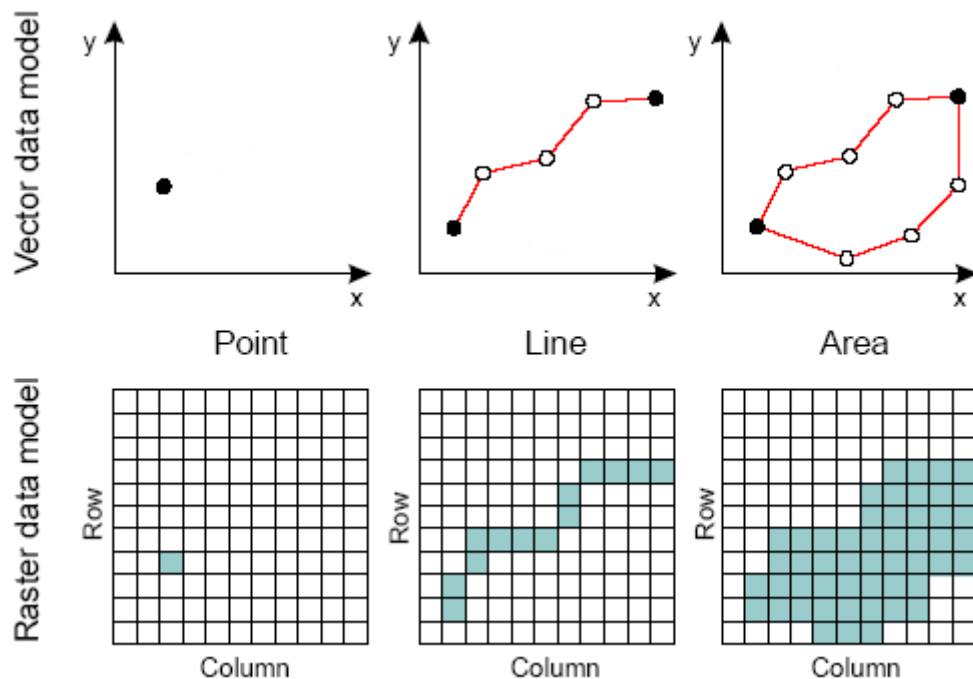 Vector data model
y
x
y
x
y
x
Point
Line
Area
Raster data model
Row
Column
Row
Column
Row
Column